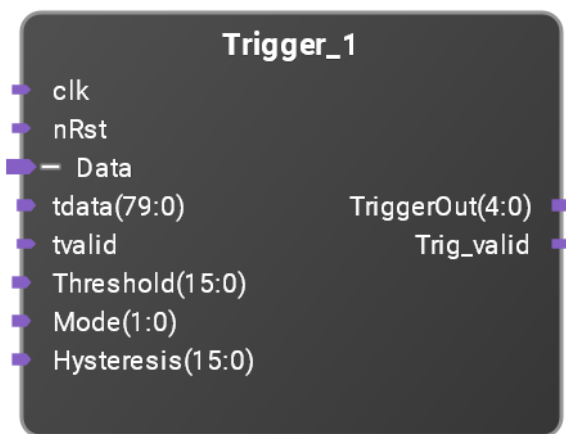 Trigger_1
clk
nRst
Data
tdata(79:0) TriggerOut(4:0)
tvalid Trig_valid
Threshold(15:0)
Mode(1:0)
Hysteresis(15:0)